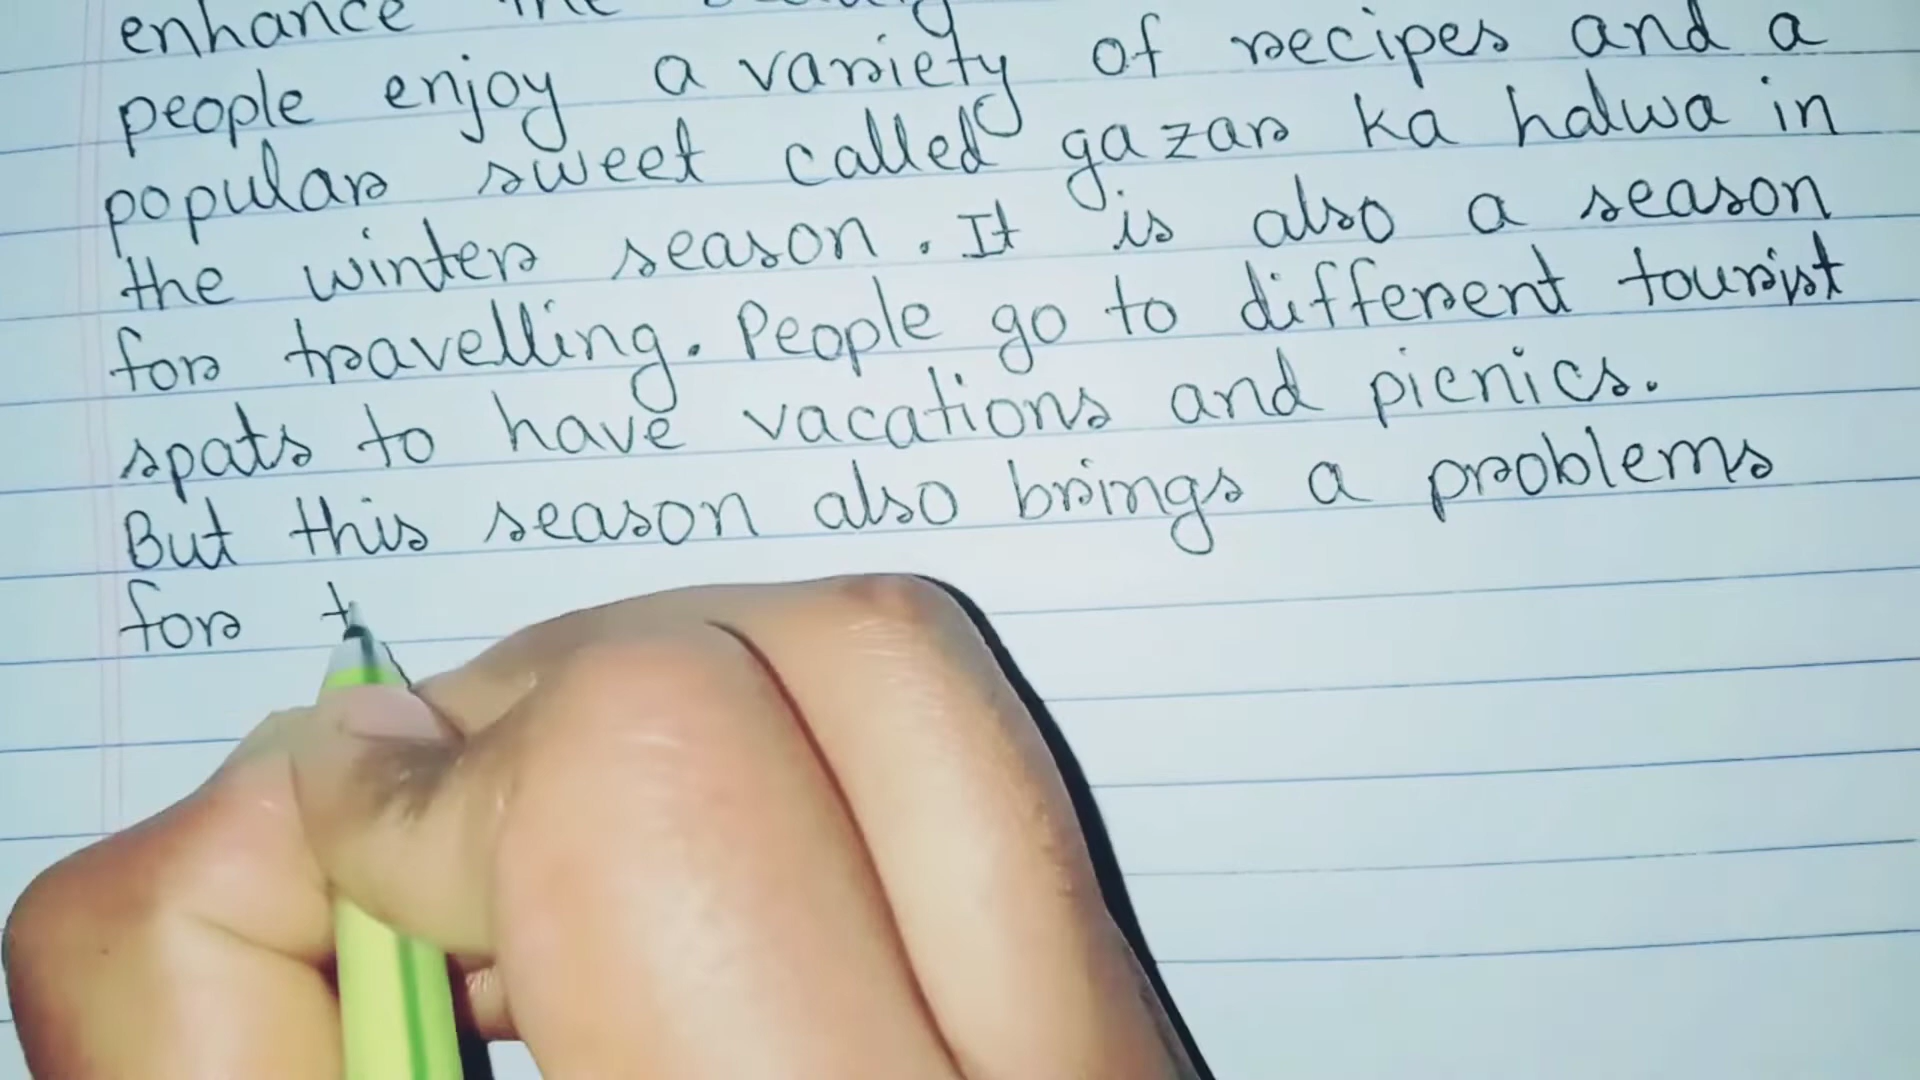 enhance the
people enjoy a variety of recipes and a
popular sweet called gazar ka halwa in
the winter season. It is also a season
for travelling. People go to different tourist
spats to have vacations and picnics.
But this season also brings a problems
for t